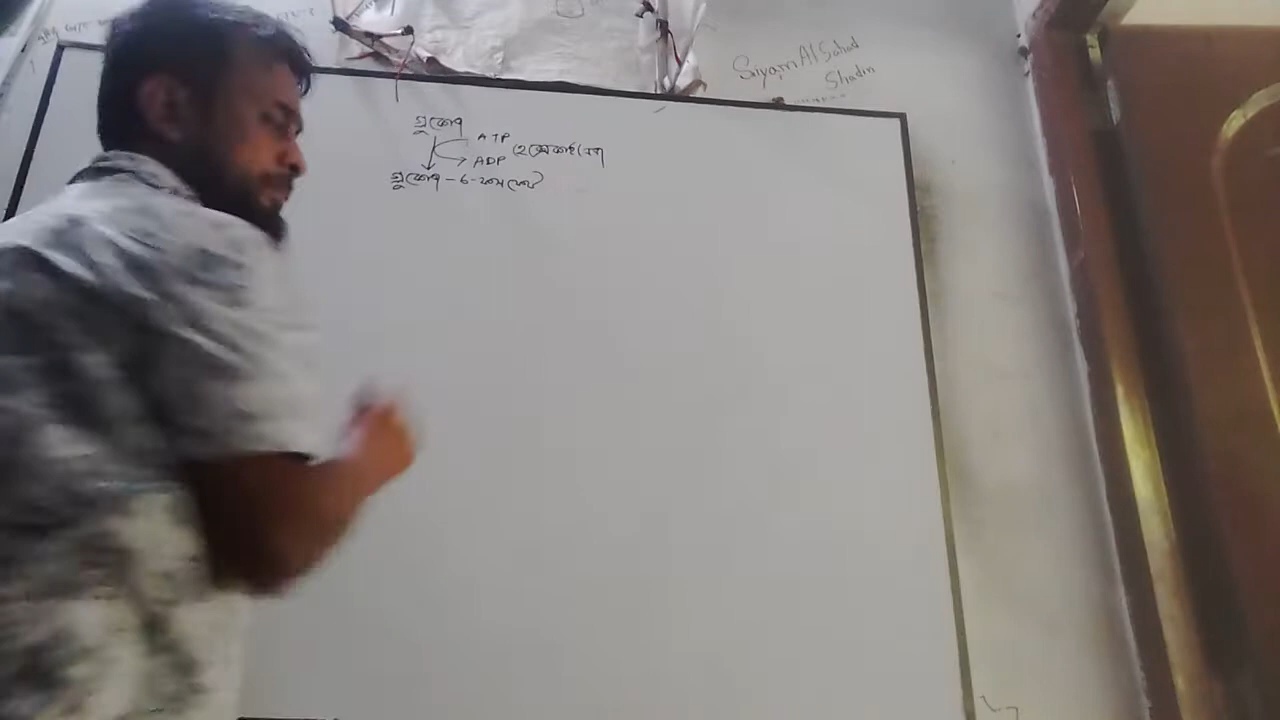 Siyam Al Sahad
Shadin
গ্লুকোজ
ATP
ADP
হেক্সোকাইনেজ
গ্লুকোজ-6-ফসফেট